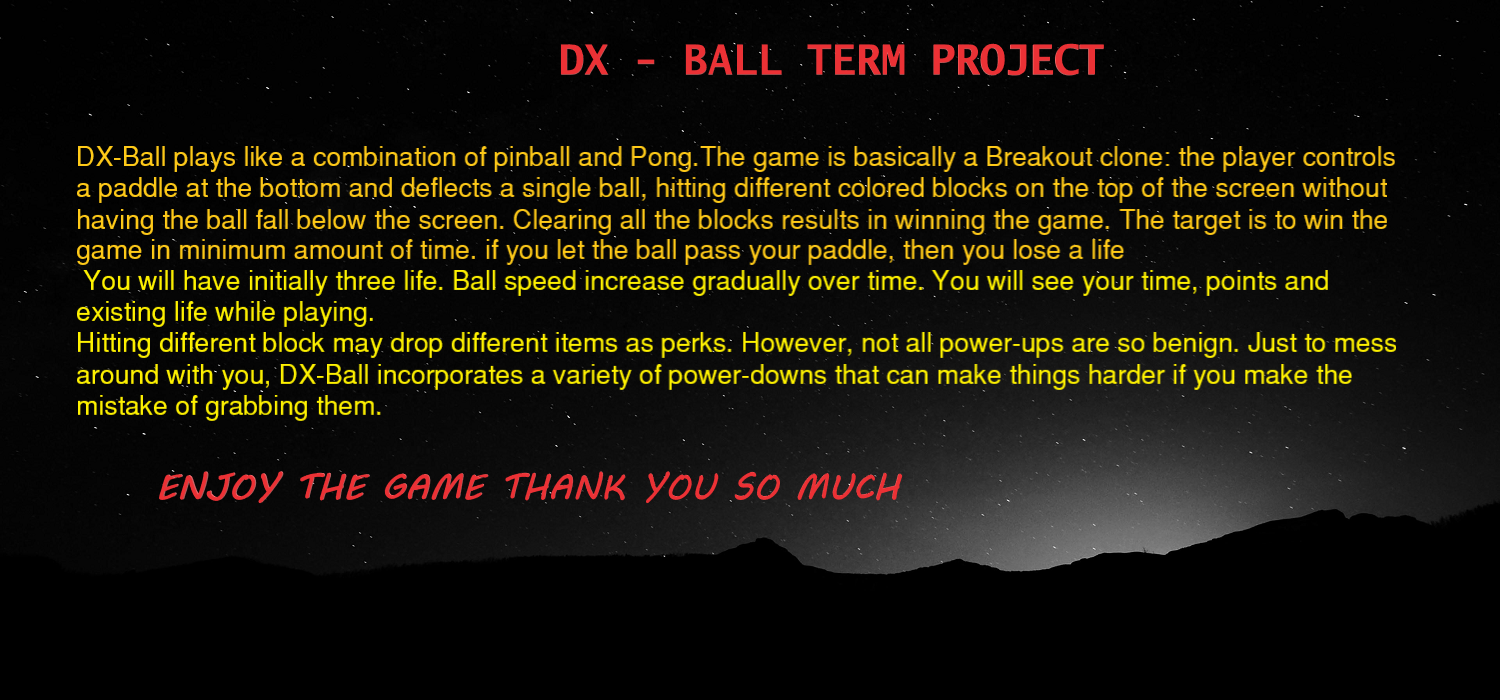 DX - BALL TERM PROJECT
DX-Ball plays like a combination of pinball and Pong.The game is basically a Breakout clone: the player controls
a paddle at the bottom and deflects a single ball, hitting different colored blocks on the top of the screen without
having the ball fall below the screen. Clearing all the blocks results in winning the game. The target is to win the
game in minimum amount of time. if you let the ball pass your paddle, then you lose a life
You will have initially three life. Ball speed increase gradually over time. You will see your time, points and
existing life while playing.
Hitting different block may drop different items as perks. However, not all power-ups are so benign. Just to mess
around with you, DX-Ball incorporates a variety of power-downs that can make things harder if you make the
mistake of grabbing them.
ENJOY THE GAME THANK YOU SO MUCH